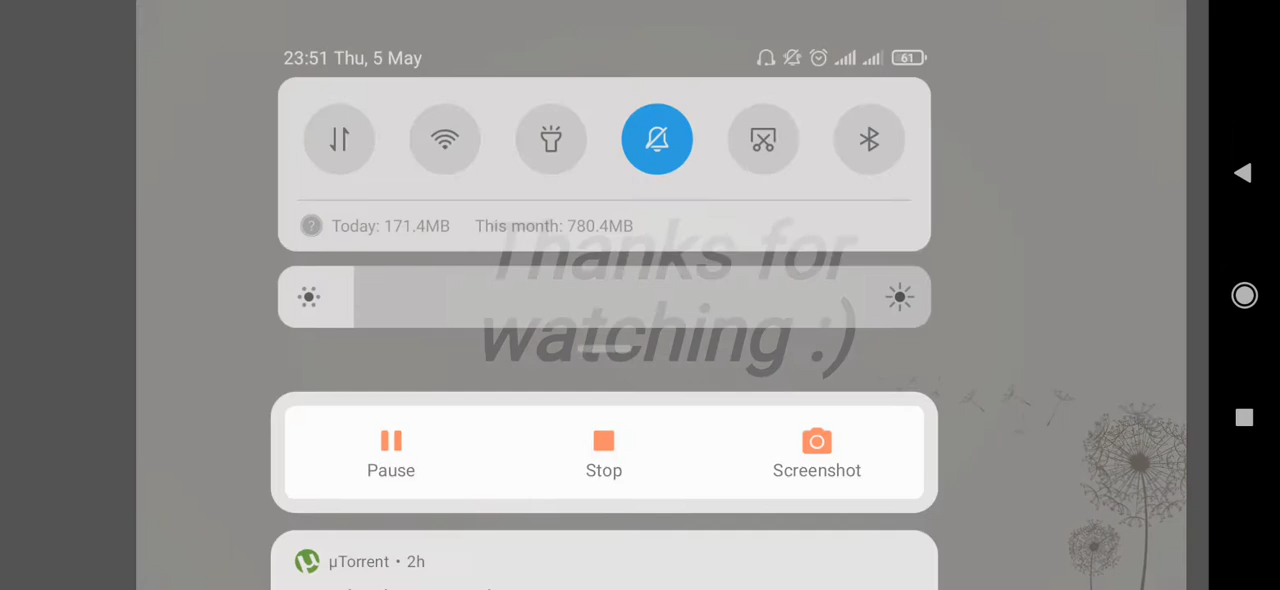 23:51 Thu, 5 May
61
Today: 171.4MB This month: 780.4MB
Thanks for
watching :)
Pause Stop Screenshot
µTorrent • 2h